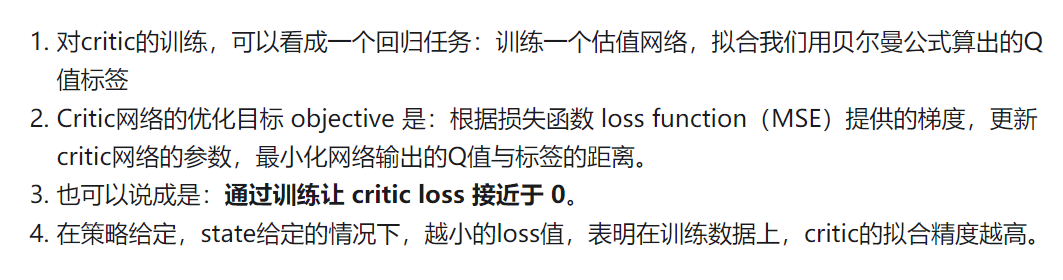 1. 对critic的训练，可以看成一个回归任务：训练一个估值网络，拟合我们用贝尔曼公式算出的Q
值标签
2. Critic网络的优化目标 objective 是：根据损失函数 loss function（MSE）提供的梯度，更新
critic网络的参数，最小化网络输出的Q值与标签的距离。
3. 也可以说成是：通过训练让 critic loss 接近于 0。
4. 在策略给定，state给定的情况下，越小的loss值，表明在训练数据上，critic的拟合精度越高。